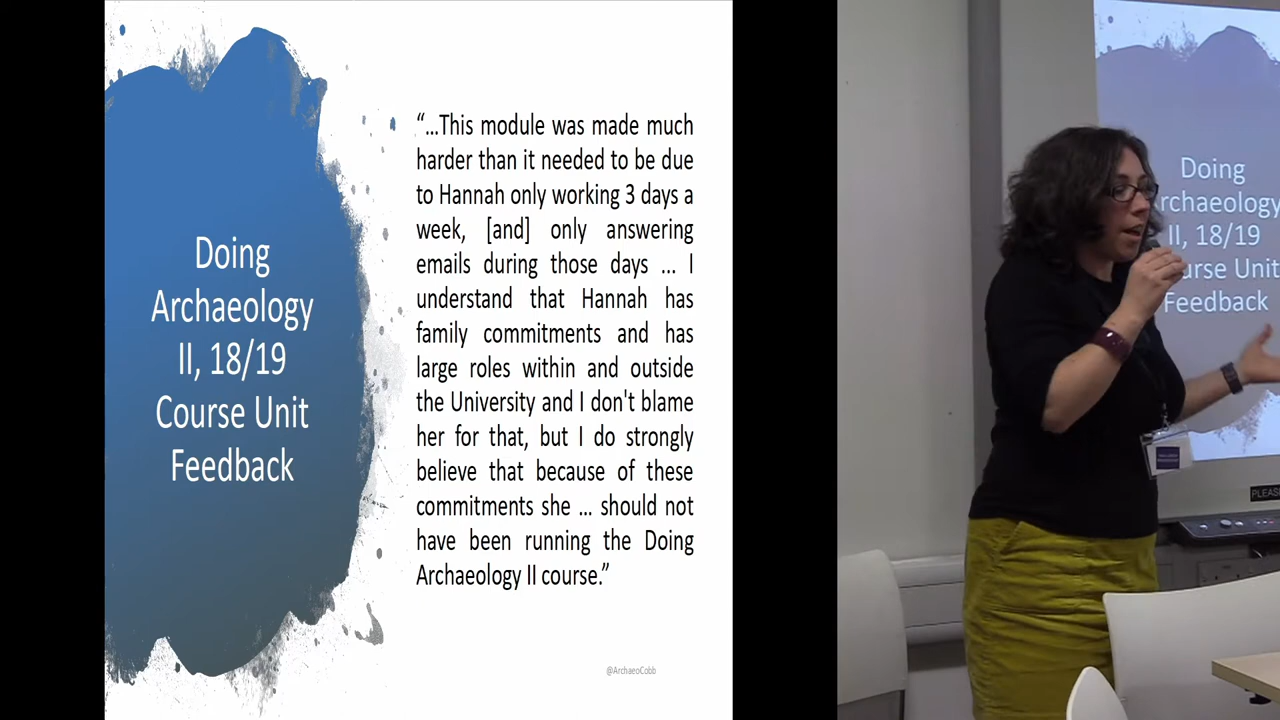 Doing
Archaeology
II, 18/19
Course Unit
Feedback
“...This module was made much
harder than it needed to be due
to Hannah only working 3 days a
week, [and] only answering
emails during those days ... I
understand that Hannah has
family commitments and has
large roles within and outside
the University and I don't blame
her for that, but I do strongly
believe that because of these
commitments she ... should not
have been running the Doing
Archaeology II course.”
@ArchaeoCobb
Doing
rchaeology
II, 18/19
urse Unit
Feedback
PLEAS